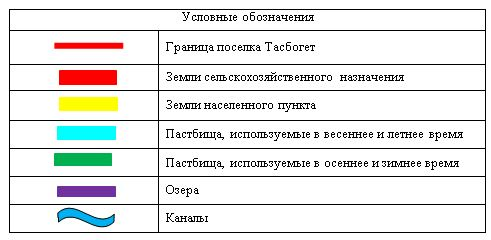 Условные обозначения
Граница поселка Тасбогет
Земли сельскохозяйственного назначения
Земли населенного пункта
Пастбища, используемые в весеннее и летнее время
Пастбища, используемые в осеннее и зимнее время
Озера
Каналы